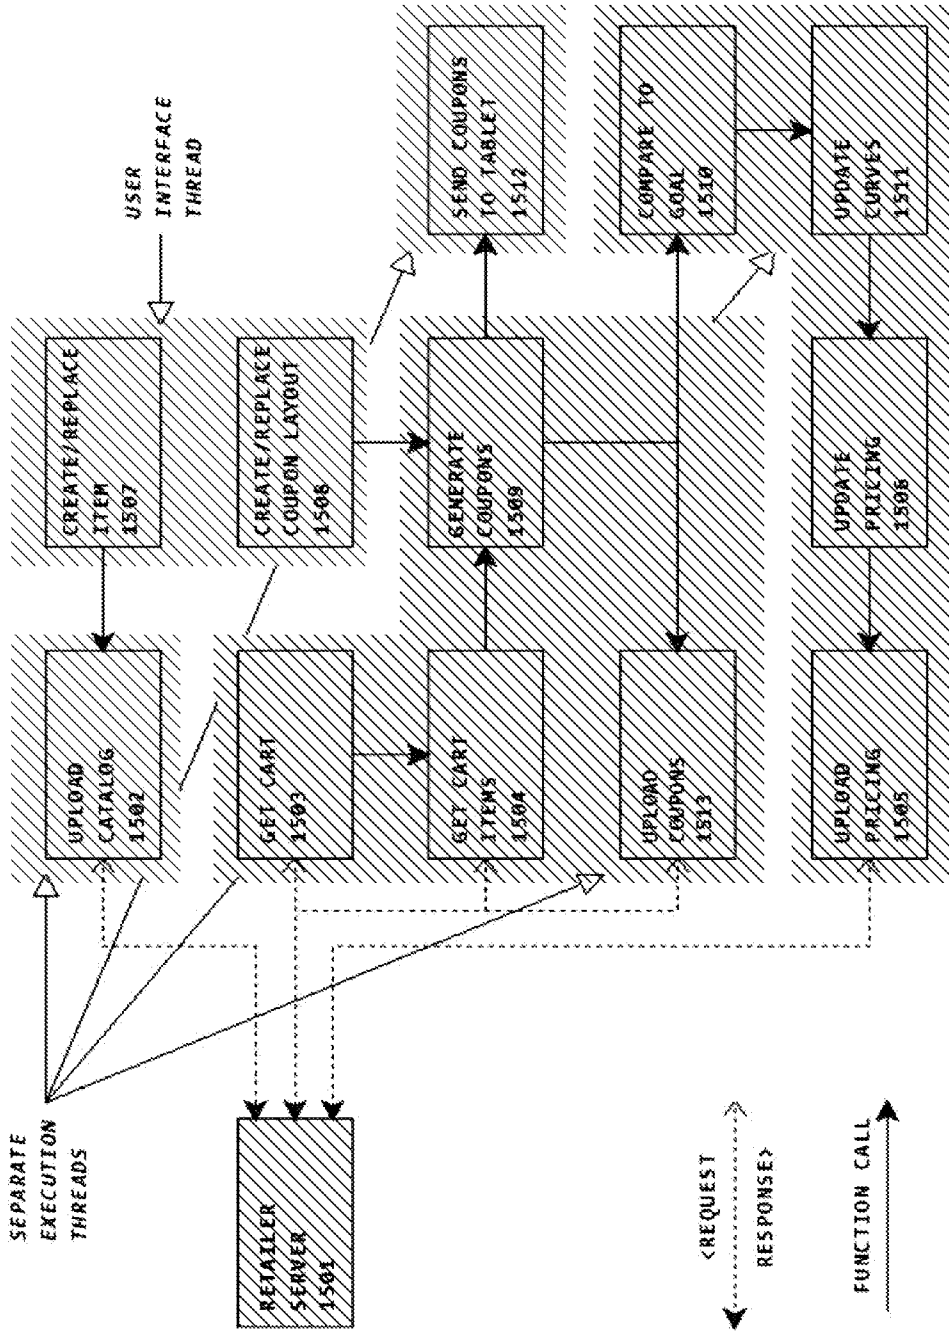 SEPARATE
EXECUTION
THREADS
UPLOAD
CATALOG
1502
CREATE/REPLACE
ITEM
1507
USER
INTERFACE
THREAD
RETAILER
SERVER
1501
GET CART
1503
CREATE/REPLACE
COUPON LAYOUT
1508
GET CART
ITEMS
1504
GENERATE
COUPONS
1509
SEND COUPONS
TO TABLET
1512
UPLOAD
COUPONS
1513
COMPARE TO
GOAL
1510
<REQUEST
RESPONSE>
FUNCTION CALL
UPLOAD
PRICING
1505
UPDATE
PRICING
1506
UPDATE
CURVES
1511